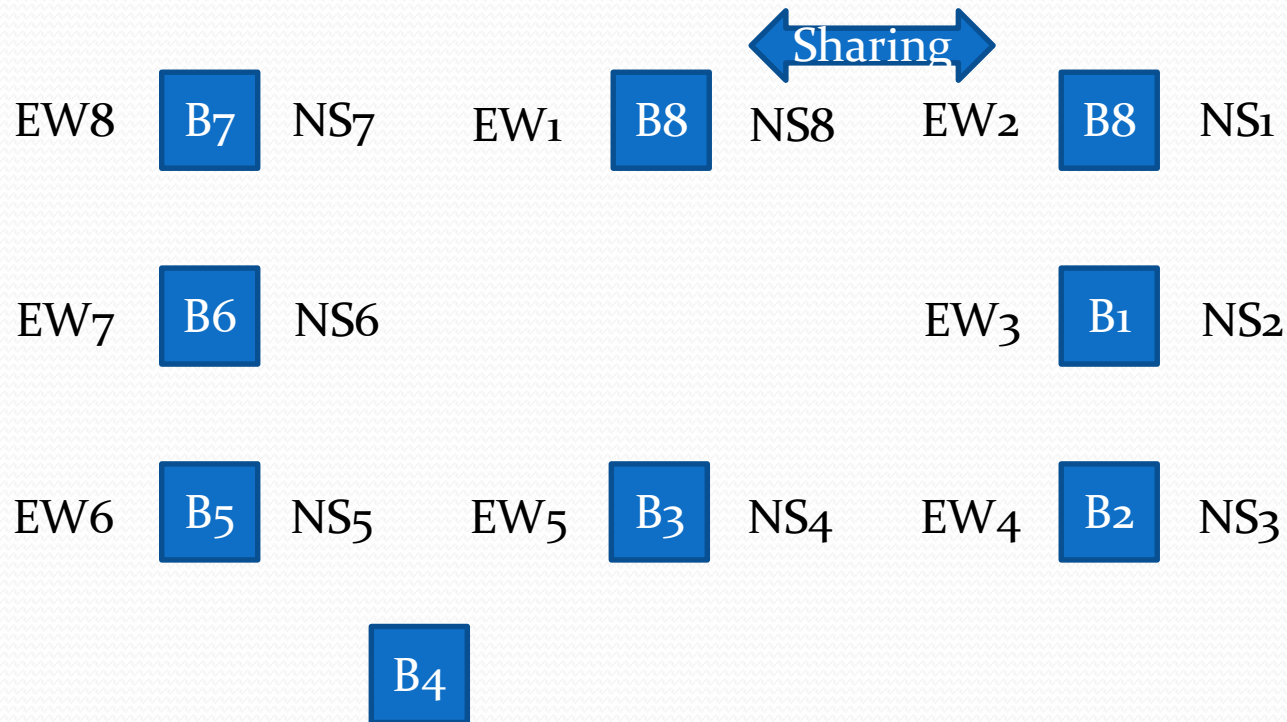 Sharing
EW8 B7 NS7 EW1 B8 NS8 EW2 B8 NS1
EW7 B6 NS6 EW3 B1 NS2
EW6 B5 NS5 EW5 B3 NS4 EW4 B2 NS3
B4